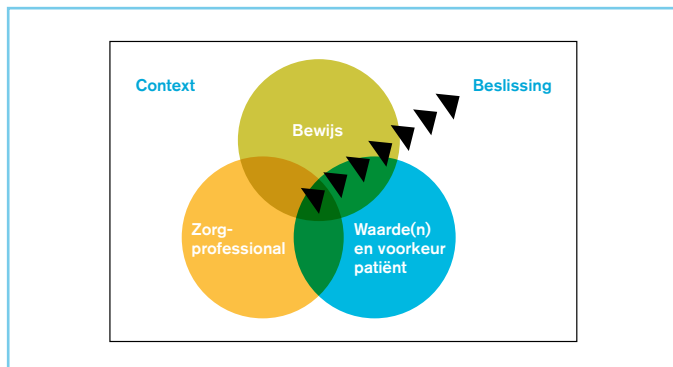 Context
Beslissing
Bewijs
Zorg-
professional
Waarde(n)
en voorkeur
patiënt